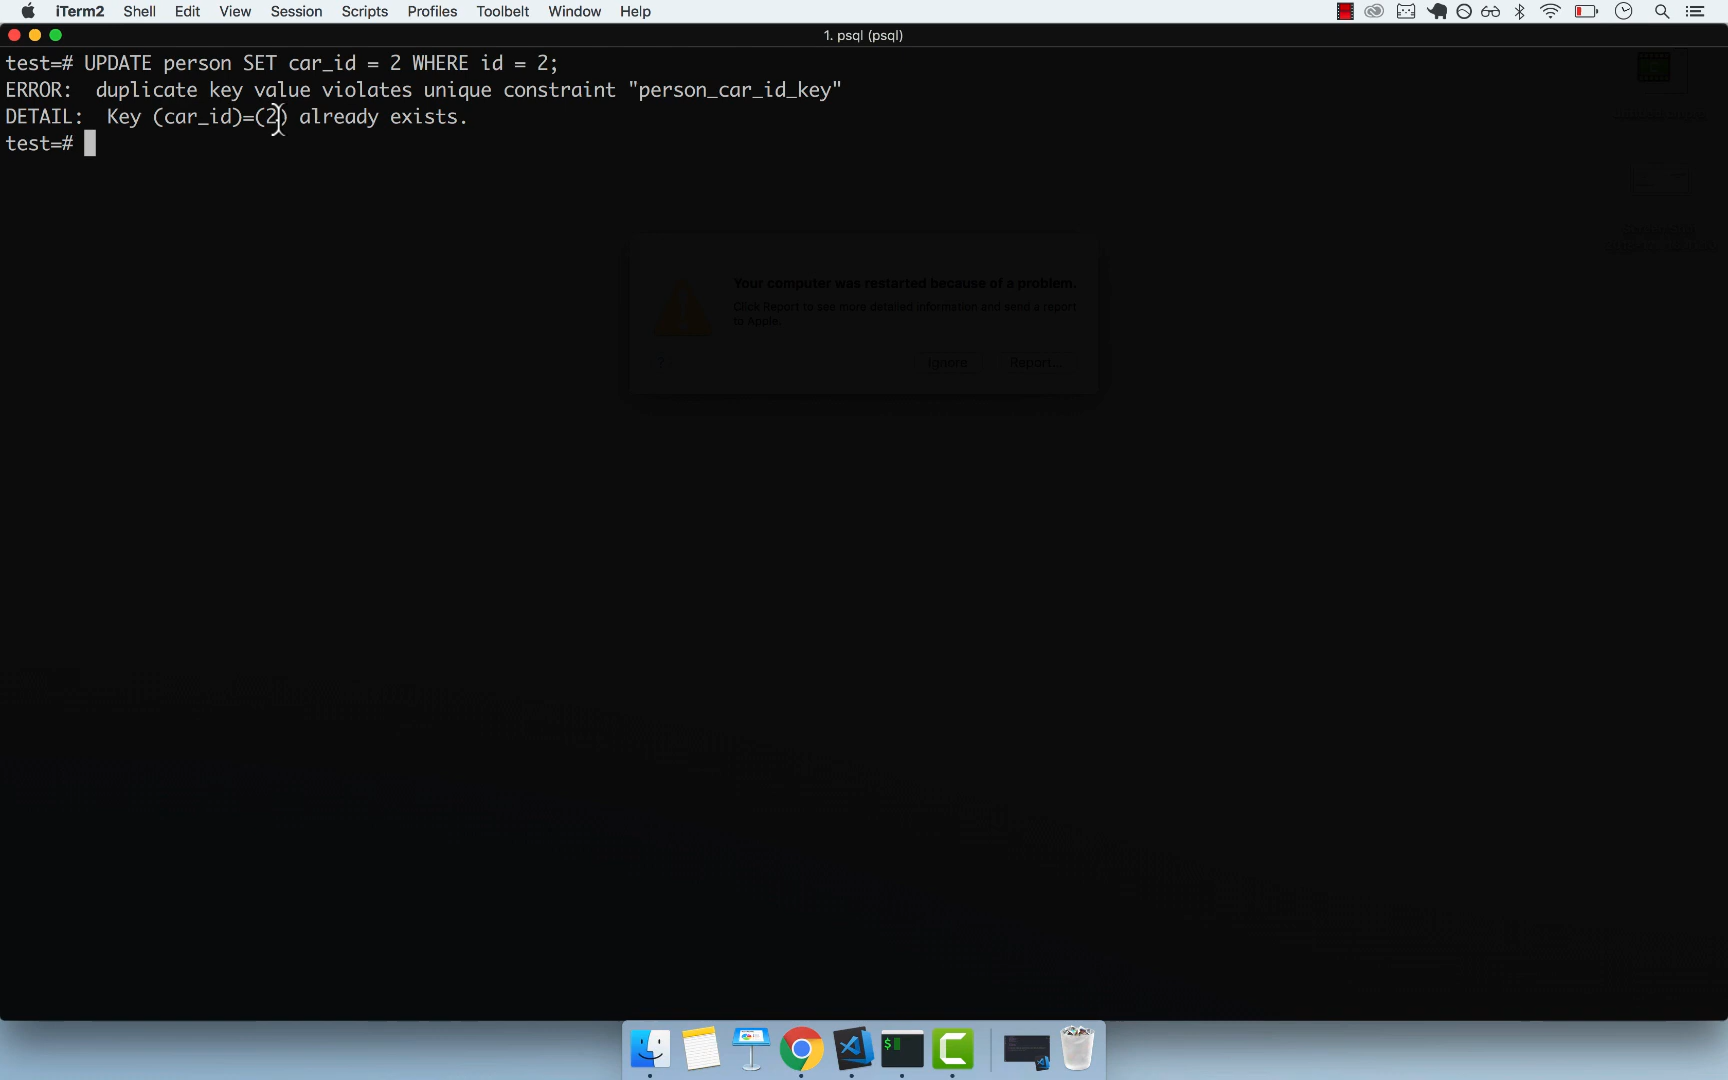 iTerm2 Shell Edit View Session Scripts Profiles Toolbelt Window Help
1. psql (psql)
test=# UPDATE person SET car_id = 2 WHERE id = 2;
ERROR:  duplicate key value violates unique constraint "person_car_id_key"
DETAIL:  Key (car_id)=(2) already exists.
test=#
Your computer was restarted because of a problem.
Click Report to see more detailed information and send a report
to Apple.
? Ignore Report...